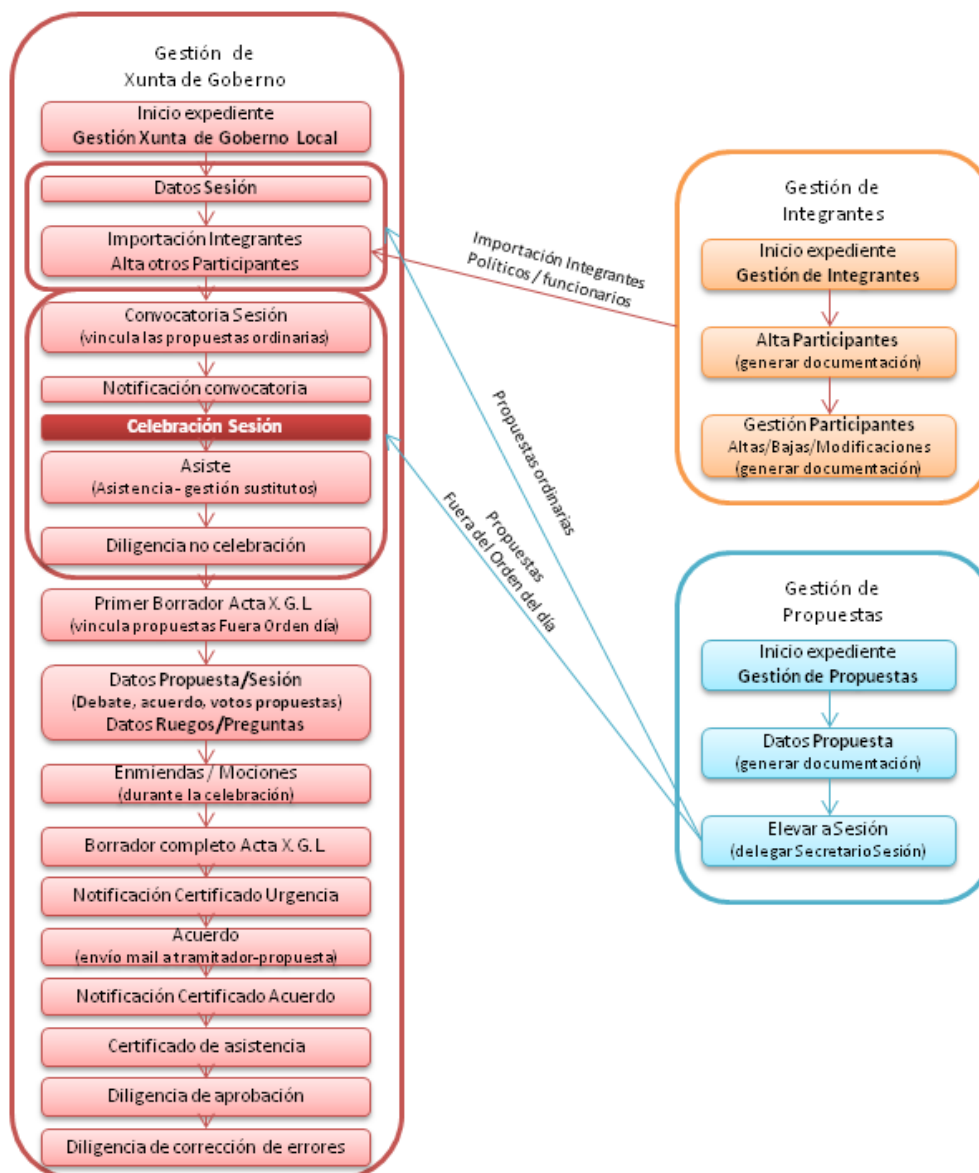 Gestión de
Xunta de Goberno
Inicio expediente
Gestión Xunta de Goberno Local
Datos Sesión
Importación Integrantes
Alta otros Participantes
Convocatoria Sesión
(vincula las propuestas ordinarias)
Notificación convocatoria
Celebración Sesión
Asiste
(Asistencia - gestión sustitutos)
Diligencia no celebración
Primer Borrador Acta X. G. L.
(vincula propuestas Fuera Orden día)
Datos Propuesta/Sesión
(Debate, acuerdo, votos propuestas)
Datos Ruegos/Preguntas
Enmiendas / Mociones
(durante la celebración)
Borrador completo Acta X. G. L
Notificación Certificado Urgencia
Acuerdo
(envío mail a tramitador-propuesta)
Notificación Certificado Acuerdo
Certificado de asistencia
Diligencia de aprobación
Diligencia de corrección de errores
Importación Integrantes
Políticos / funcionarios
Propuestas ordinarias
Propuestas
Fuera del Orden del día
Gestión de
Integrantes
Inicio expediente
Gestión de Integrantes
Alta Participantes
(generar documentación)
Gestión Participantes
Altas/Bajas/Modificaciones
(generar documentación)
Gestión de
Propuestas
Inicio expediente
Gestión de Propuestas
Datos Propuesta
(generar documentación)
Elevar a Sesión
(delegar Secretario Sesión)